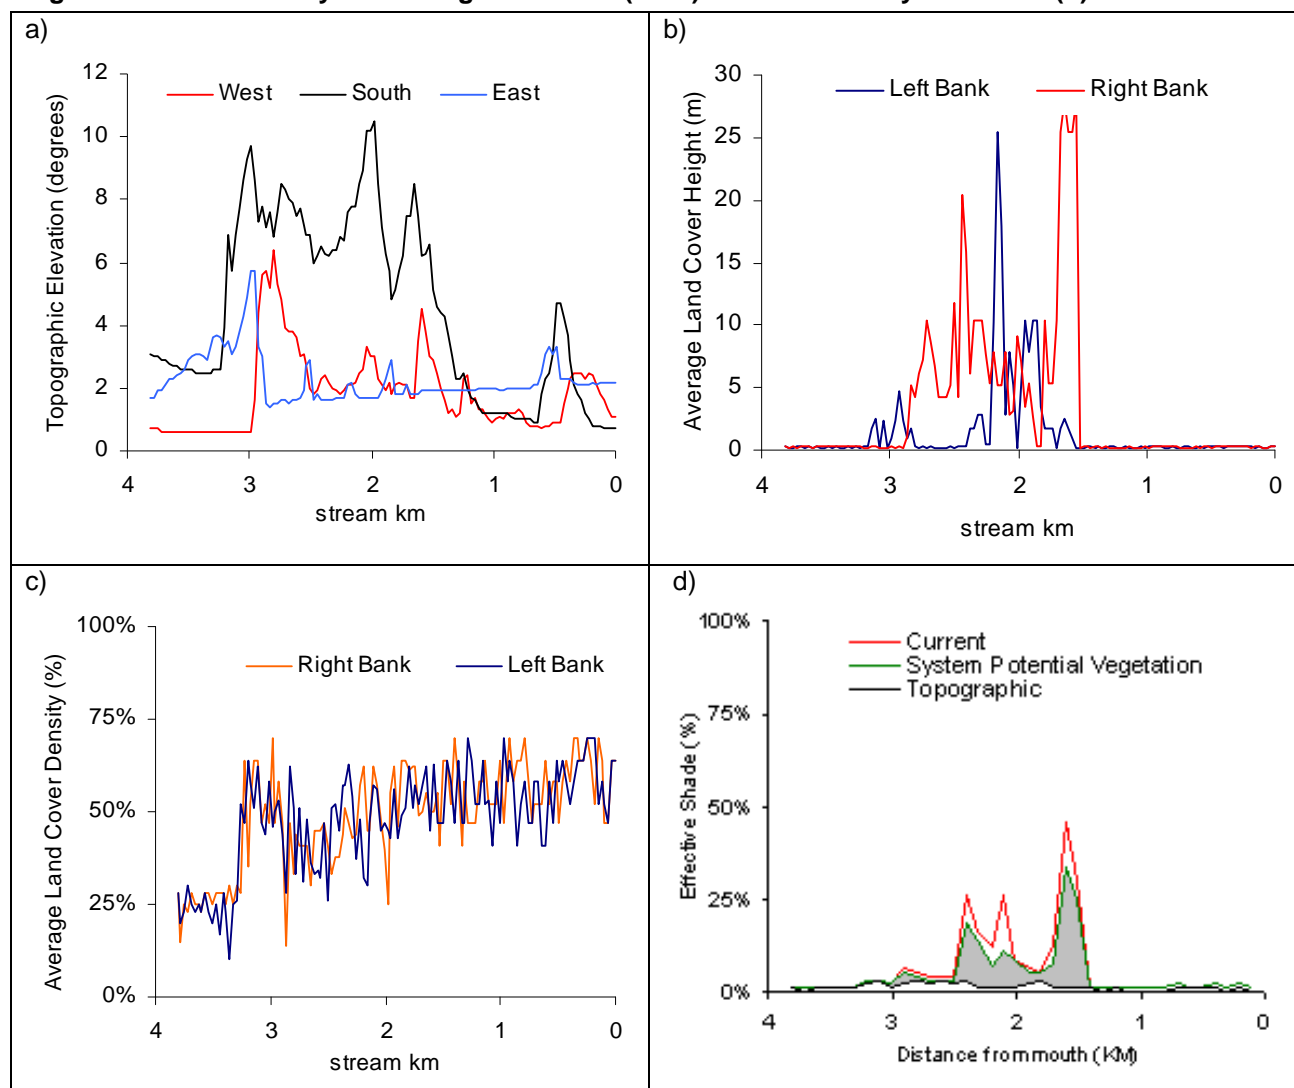 a)
12
10
8
6
4
2
0
West South East
Topographic Elevation (degrees)
4 3 2 1 0
stream km
b)
30
25
20
15
10
5
0
Left Bank Right Bank
Average Land Cover Height (m)
4 3 2 1 0
stream km
c)
100%
75%
50%
25%
0%
Right Bank Left Bank
Average Land Cover Density (%)
4 3 2 1 0
stream km
d)
100%
75%
50%
25%
0%
Current
System Potential Vegetation
Topographic
Effective Shade (%)
4 3 2 1 0
Distance from mouth (KM)